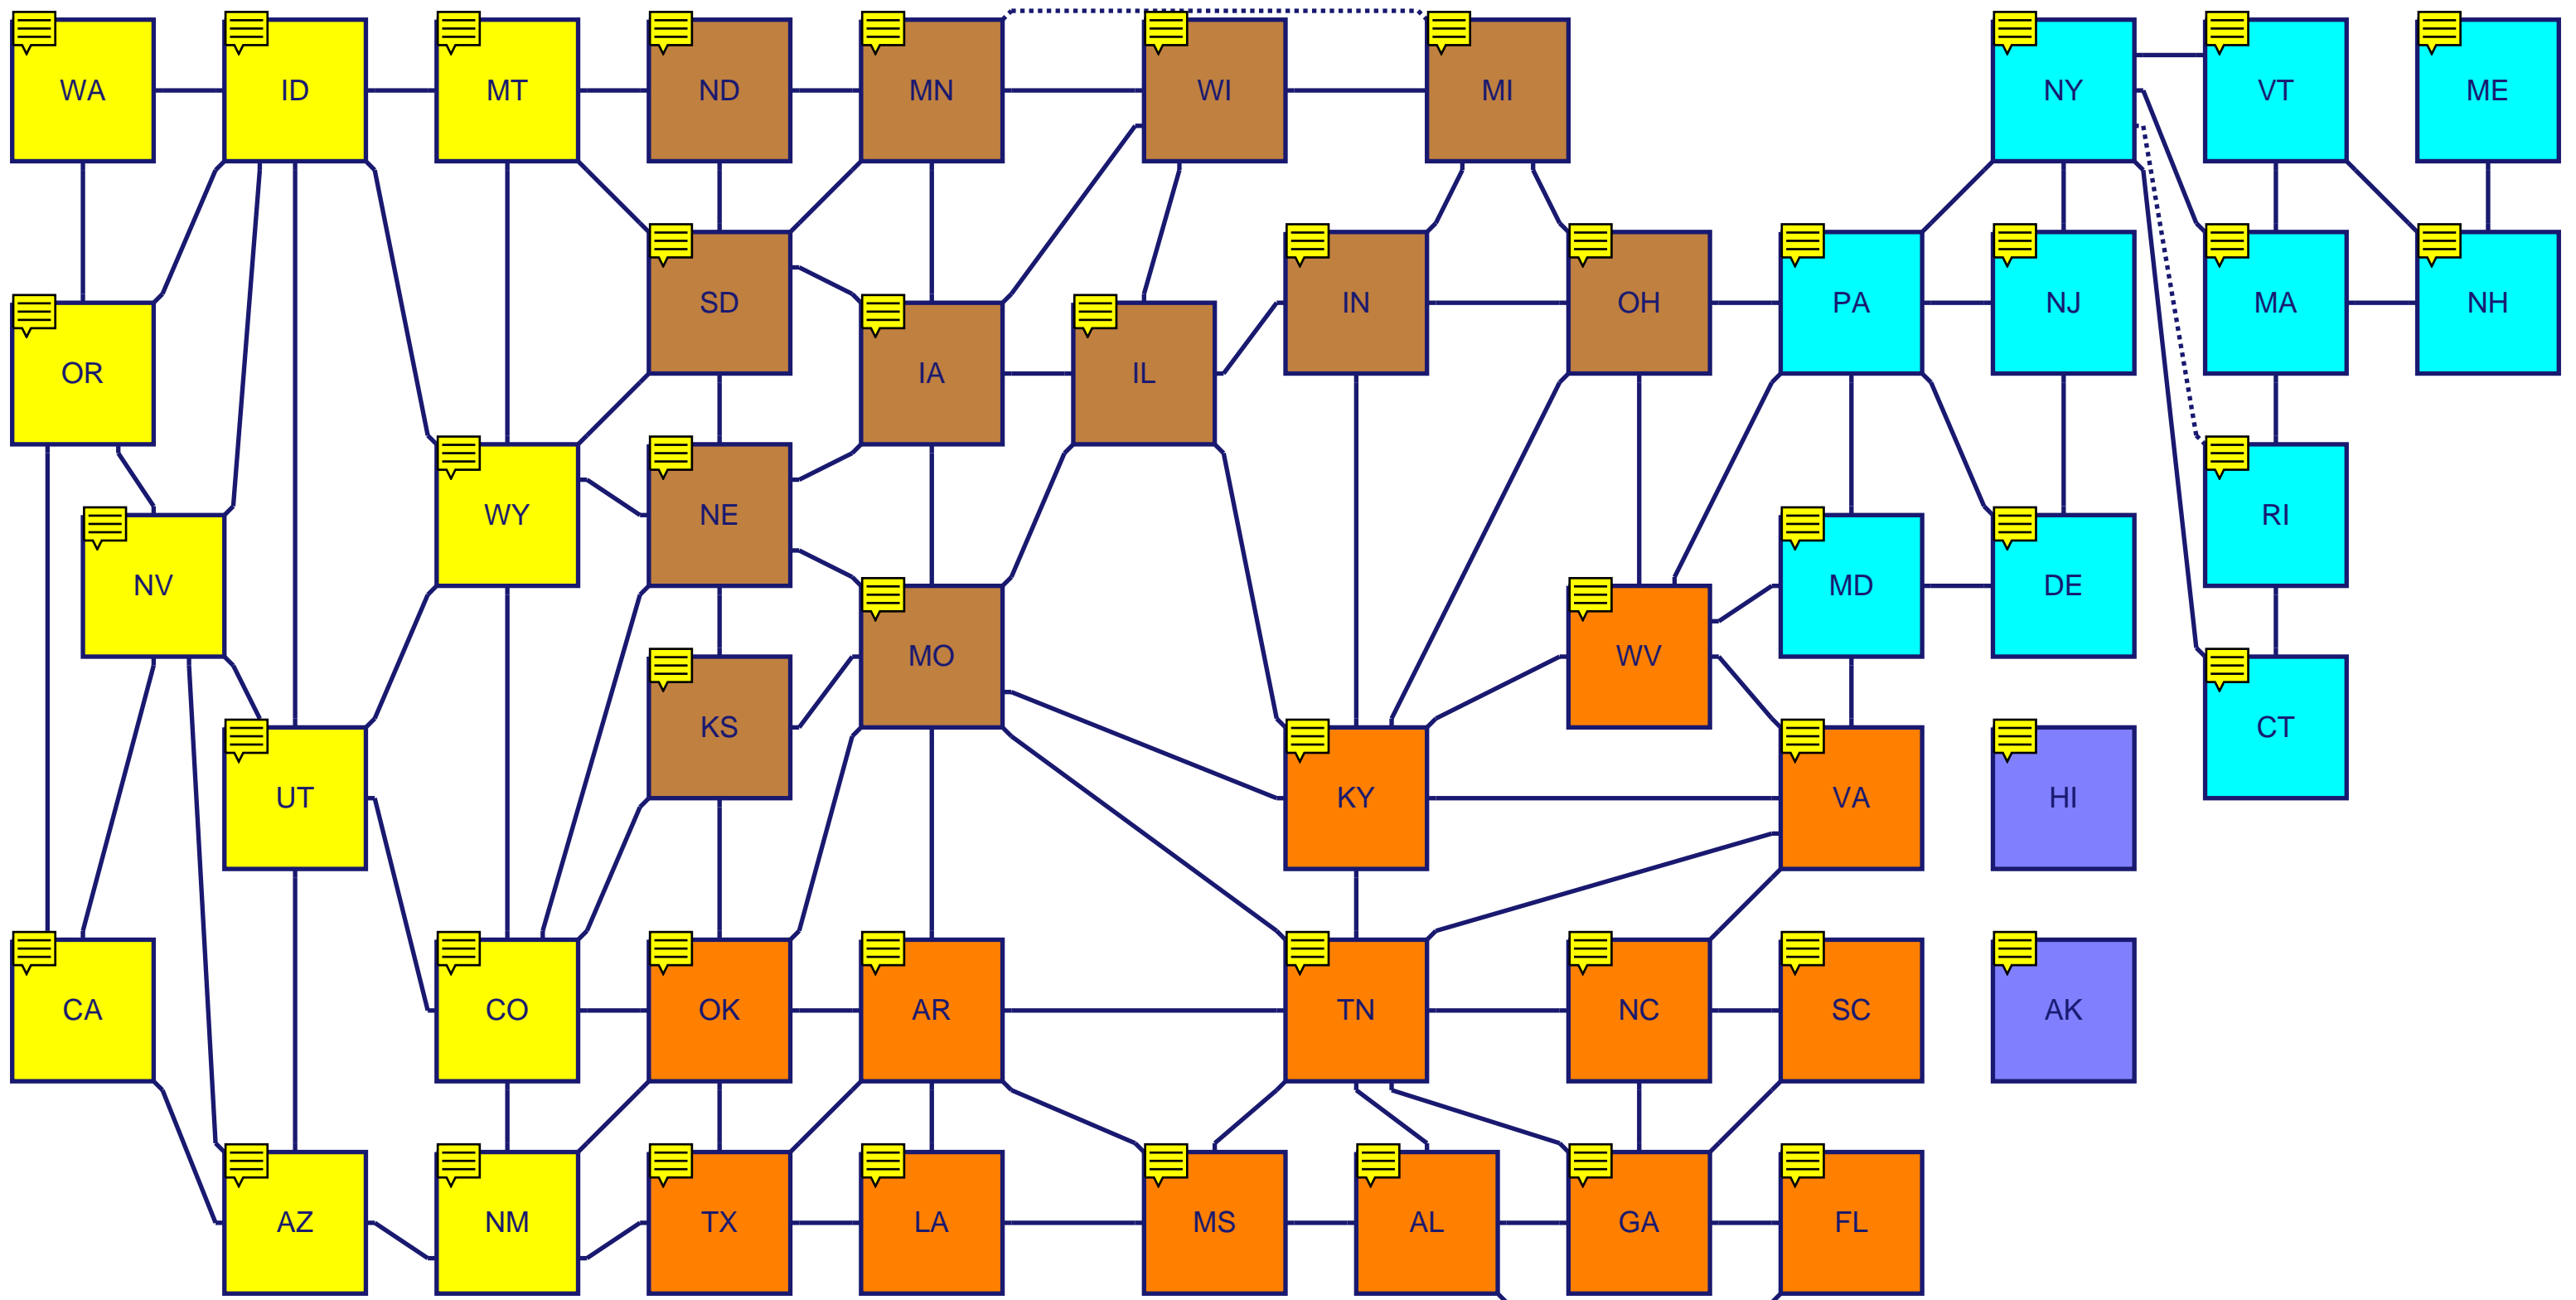 WA ID MT ND MN WI MI NY VT ME
SD IN OH PA NJ MA NH
OR IA IL
WY NE RI
NV MD DE
MO WV
KS CT
UT KY VA HI
CA CO OK AR TN NC SC AK
AZ NM TX LA MS AL GA FL